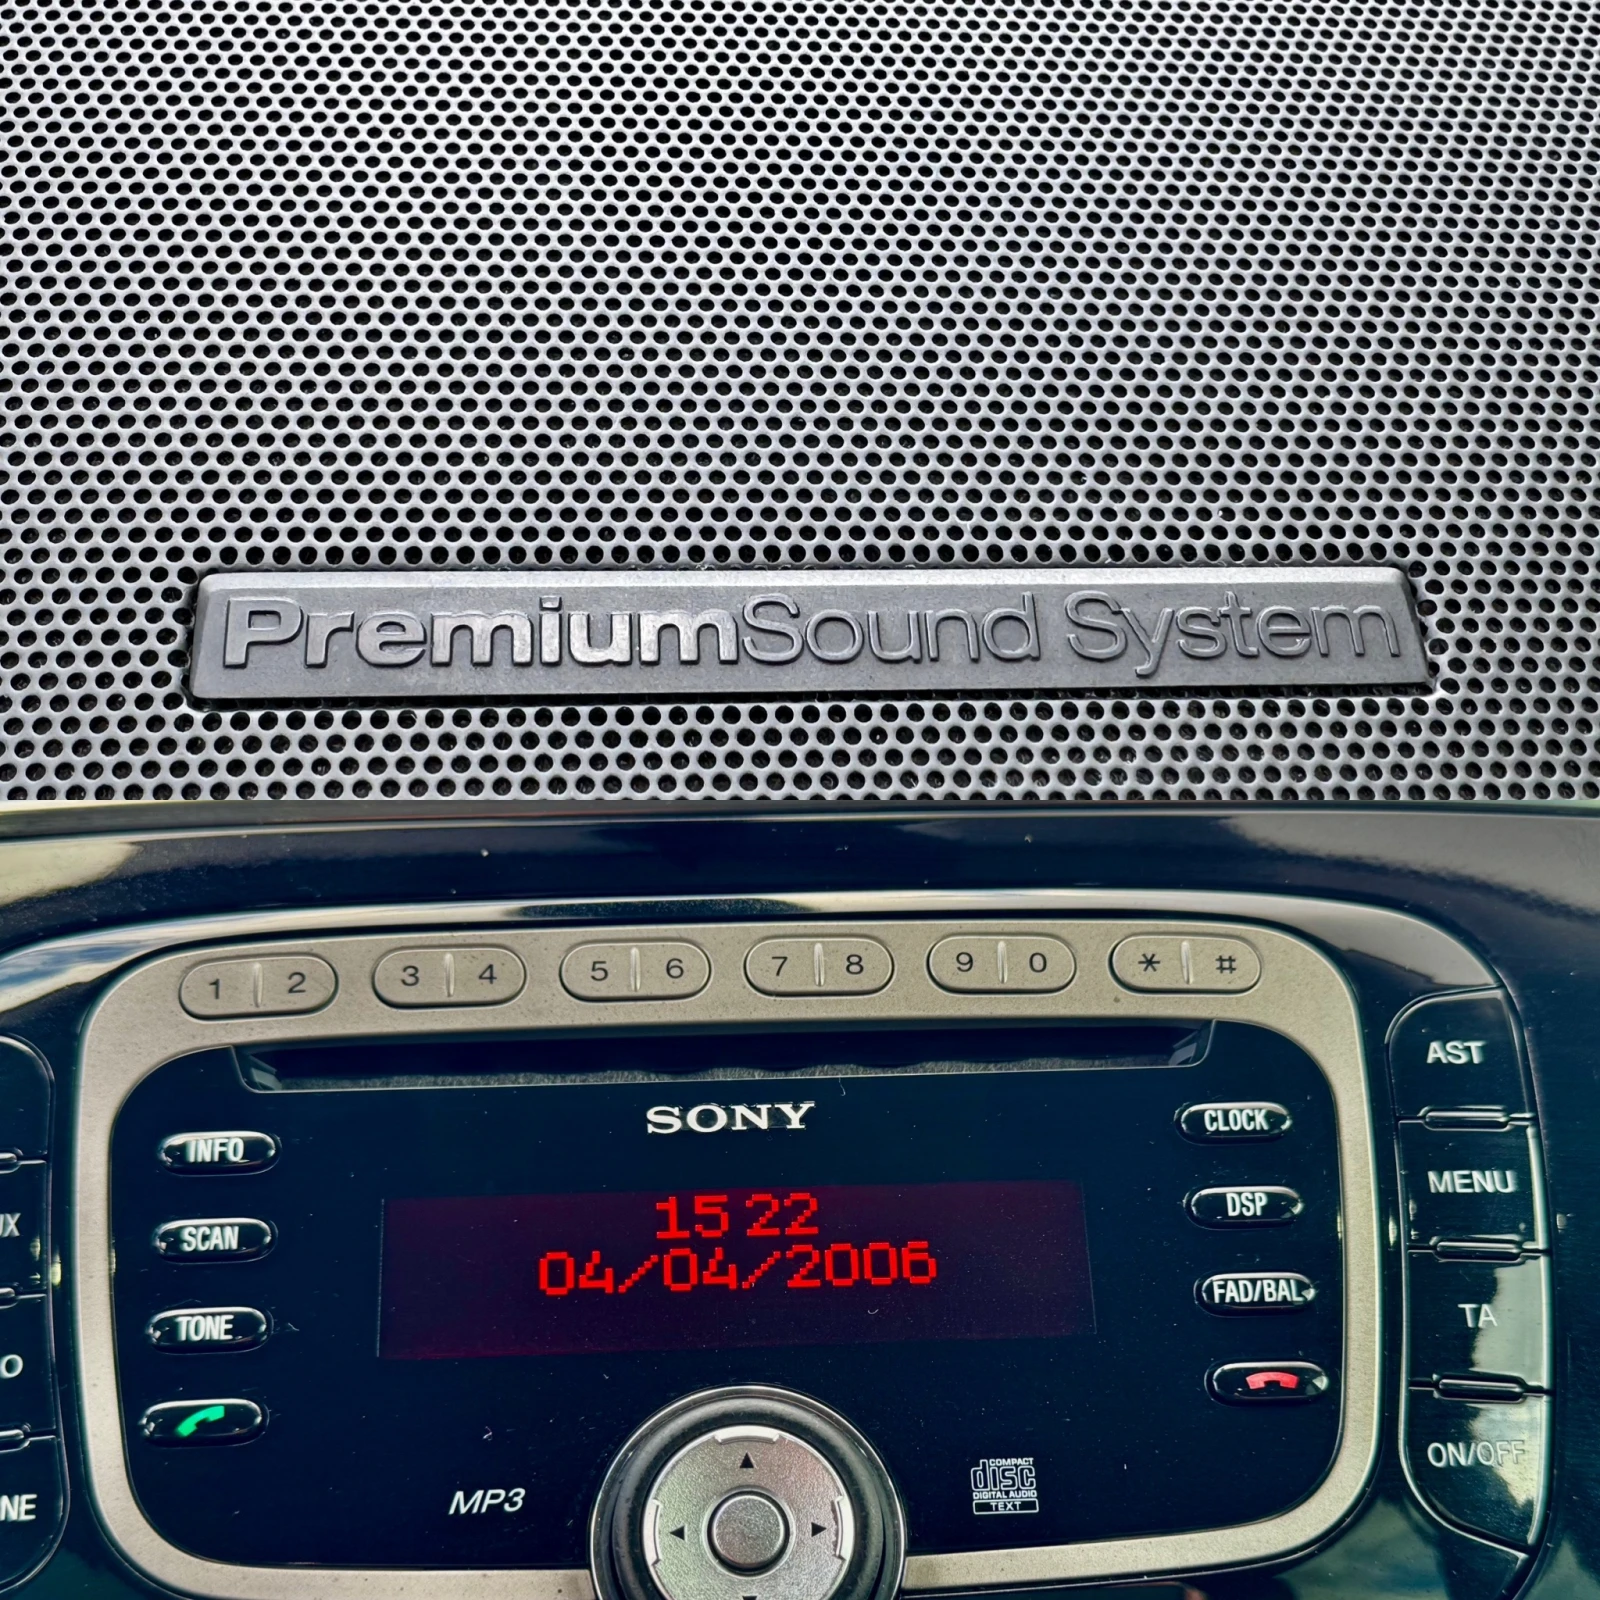 PremiumSound System
1 2 3 4 5 6 7 8 9 0 * #
AST
SONY
CLOCK
INFO
MENU
DSP
15 22
SCAN
04/04/2006
FAD/BAL
TA
TONE
ON/OFF
MP3
COMPACT
disc
DIGITAL AUDIO
TEXT